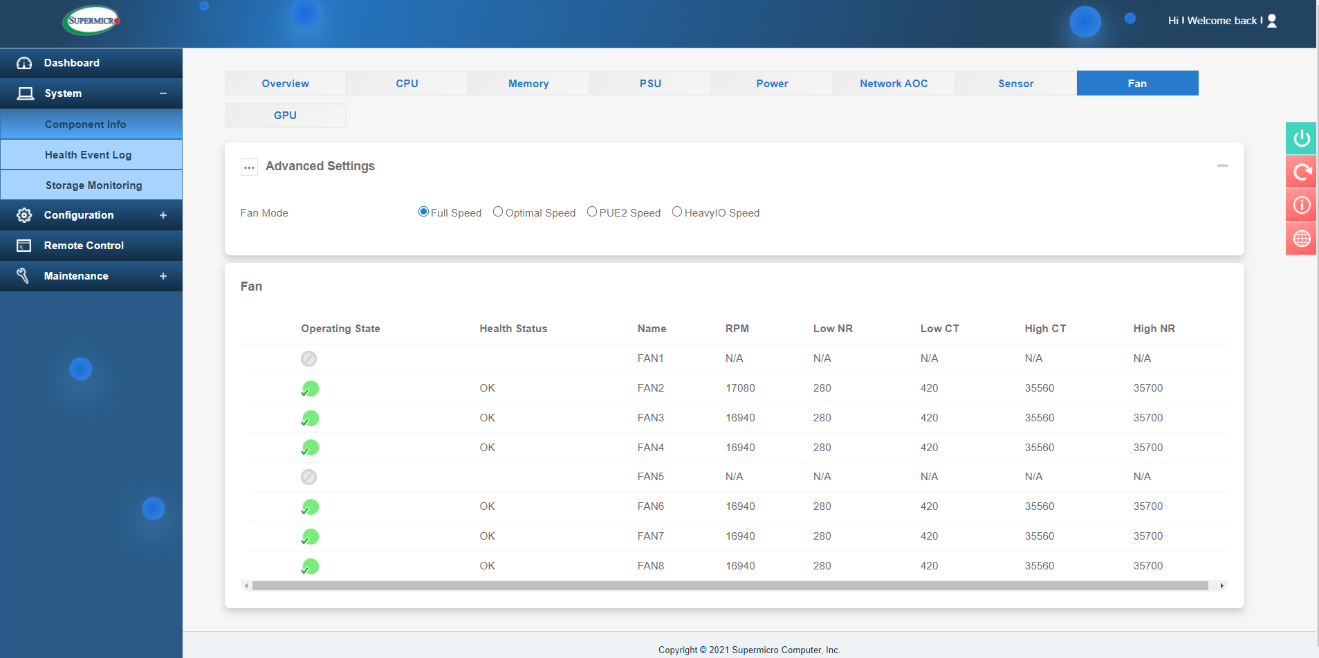 SUPERMICR
Hi ! Welcome back !
Dashboard
System
Component Info
Health Event Log
Storage Monitoring
Configuration
Remote Control
Maintenance
Overview CPU Memory PSU Power Network AOC Sensor Fan
GPU
Advanced Settings
Fan Mode Full Speed Optimal Speed PUE2 Speed HeavyIO Speed
Fan
Operating State Health Status Name RPM Low NR Low CT High CT High NR
FAN1 N/A N/A N/A N/A N/A
OK FAN2 17080 280 420 35560 35700
OK FAN3 16940 280 420 35560 35700
OK FAN4 16940 280 420 35560 35700
FAN5 N/A N/A N/A N/A N/A
OK FAN6 16940 280 420 35560 35700
OK FAN7 16940 280 420 35560 35700
OK FAN8 16940 280 420 35560 35700
Copyright © 2021 Supermicro Computer, Inc.